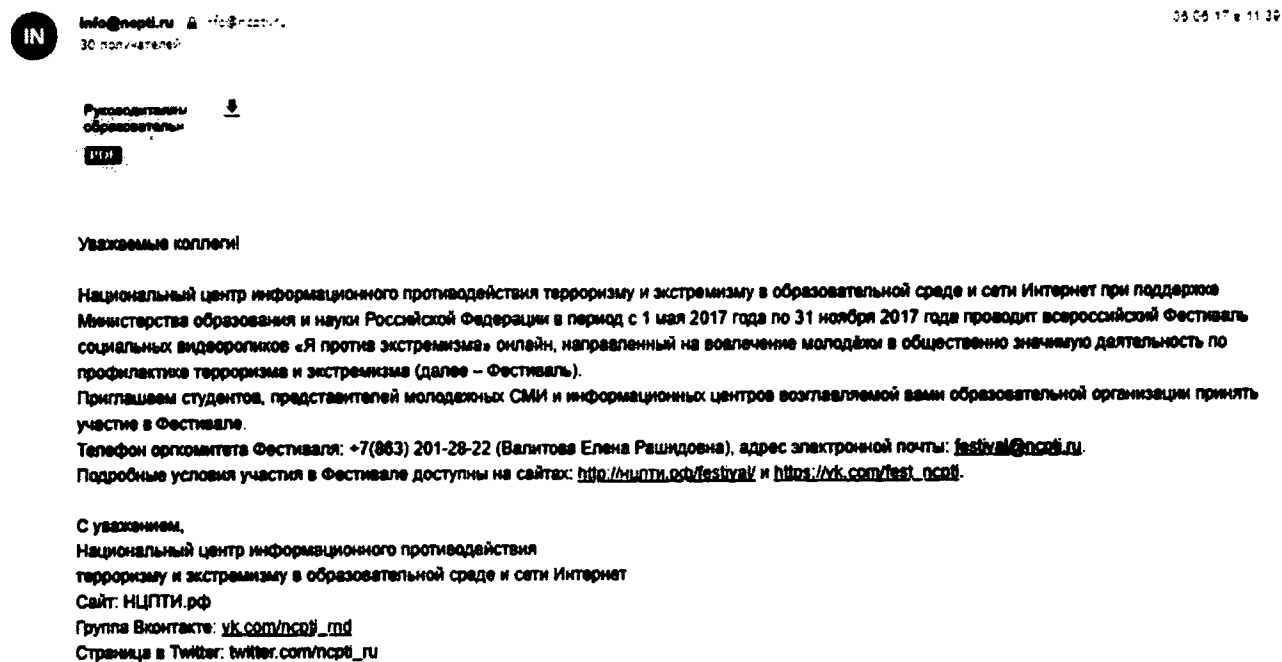 IN
info@ncpti.ru info@ncpti.ru
30 получателей
06.06.17 в 11:39
Руководителям
образовательн
PDF
Уважаемые коллеги!
Национальный центр информационного противодействия терроризму и экстремизму в образовательной среде и сети Интернет при поддержке
Министерства образования и науки Российской Федерации в период с 1 мая 2017 года по 31 ноября 2017 года проводит всероссийский Фестиваль
социальных видеороликов «Я против экстремизма» онлайн, направленный на вовлечение молодёжи в общественно значимую деятельность по
профилактике терроризма и экстремизма (далее – Фестиваль).
Приглашаем студентов, представителей молодежных СМИ и информационных центров возглавляемой вами образовательной организации принять
участие в Фестивале.
Телефон оргкомитета Фестиваля: +7(863) 201-28-22 (Валитова Елена Рашидовна), адрес электронной почты: festival@ncpti.ru.
Подробные условия участия в Фестивале доступны на сайтах: http://нцпти.рф/festival/ и https://vk.com/fest_ncpti.
С уважением,
Национальный центр информационного противодействия
терроризму и экстремизму в образовательной среде и сети Интернет
Сайт: НЦПТИ.рф
Группа Вконтакте: vk.com/ncpti_rnd
Страница в Twitter: twitter.com/ncpti_ru